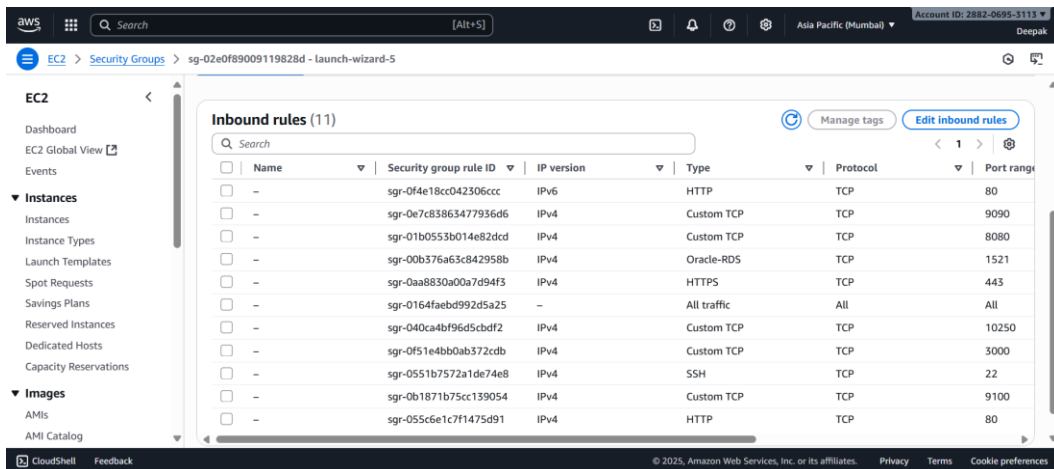 aws
Search [Alt+S]
Asia Pacific (Mumbai) ▼
Account ID: 2882-0695-3113 ▼
Deepak
EC2 > Security Groups > sg-02e0f89009119828d - launch-wizard-5
EC2
Dashboard
EC2 Global View
Events
▼ Instances
Instances
Instance Types
Launch Templates
Spot Requests
Savings Plans
Reserved Instances
Dedicated Hosts
Capacity Reservations
▼ Images
AMIs
AMI Catalog
Inbound rules (11)
Manage tags
Edit inbound rules
Search
< 1 >
Name Security group rule ID IP version Type Protocol Port range
– sgr-0f4e18cc042306ccc IPv6 HTTP TCP 80
– sgr-0e7c83863477936d6 IPv4 Custom TCP TCP 9090
– sgr-01b0553b014e82dcd IPv4 Custom TCP TCP 8080
– sgr-00b376a63c842958b IPv4 Oracle-RDS TCP 1521
– sgr-0aa8830a00a7d94f3 IPv4 HTTPS TCP 443
– sgr-0164faebd992d5a25 – All traffic All All
– sgr-040ca4bf96d5cbdf2 IPv4 Custom TCP TCP 10250
– sgr-0f51e4bb0ab372cdb IPv4 Custom TCP TCP 3000
– sgr-0551b7572a1de74e8 IPv4 SSH TCP 22
– sgr-0b1871b75cc139054 IPv4 Custom TCP TCP 9100
– sgr-055c6e1c7f1475d91 IPv4 HTTP TCP 80
CloudShell Feedback © 2025, Amazon Web Services, Inc. or its affiliates. Privacy Terms Cookie preferences